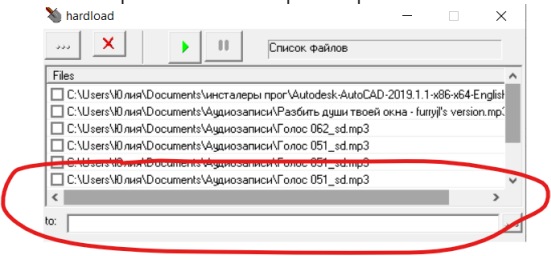 hardload
...
Список файлов
Files
C:\Users\Юлия\Documents\инсталеры прог\Autodesk-AutoCAD-2019.1.1-x86-x64-English
C:\Users\Юлия\Documents\Аудиозаписи\Разбить души твоей окна - furryjl's version.mp3
C:\Users\Юлия\Documents\Аудиозаписи\Голос 062_sd.mp3
C:\Users\Юлия\Documents\Аудиозаписи\Голос 051_sd.mp3
C:\Users\Юлия\Documents\Аудиозаписи\Голос 051_sd.mp3
C:\Users\Юлия\Documents\Аудиозаписи\Голос 051_sd.mp3
to:
...